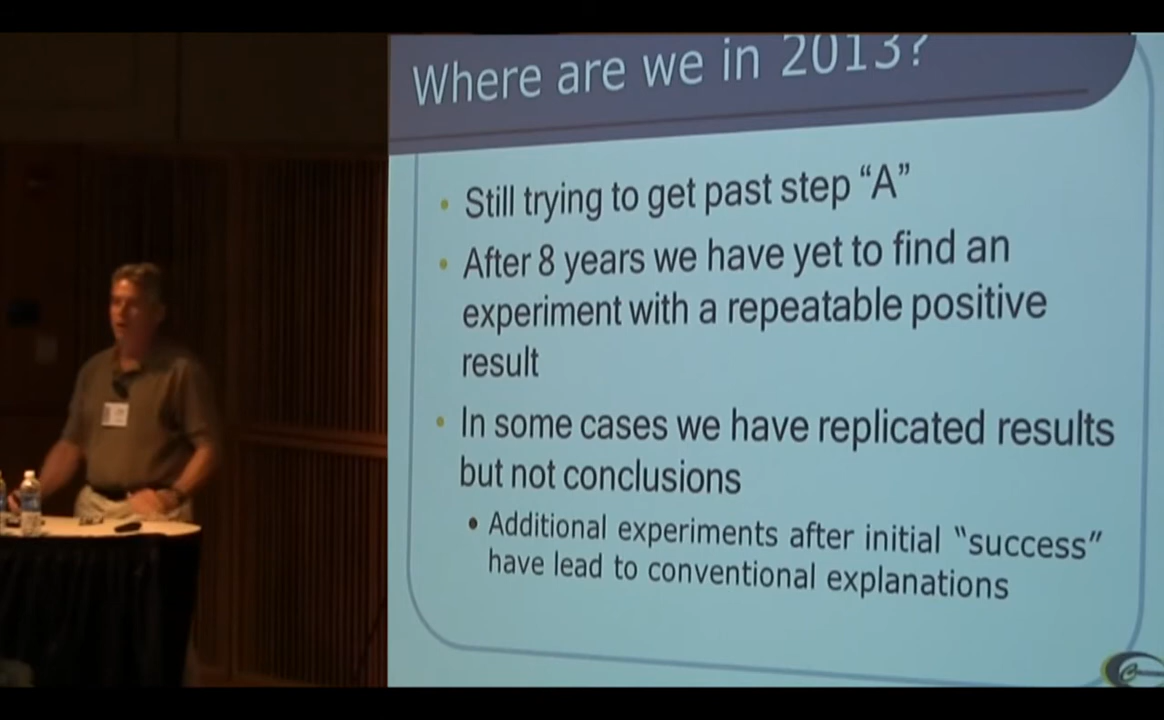 Where are we in 2013?
Still trying to get past step “A”
After 8 years we have yet to find an
experiment with a repeatable positive
result
In some cases we have replicated results
but not conclusions
Additional experiments after initial “success”
have lead to conventional explanations